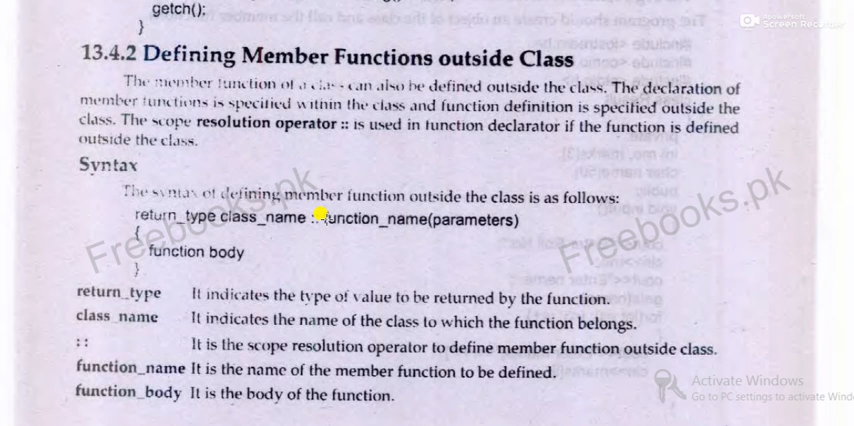 getch();
}
Screen Recorder
13.4.2 Defining Member Functions outside Class
The member function of a class can also be defined outside the class. The declaration of
member functions is specified within the class and function definition is specified outside the
class. The scope resolution operator :: is used in function declarator if the function is defined
outside the class.
Syntax
The syntax of defining member function outside the class is as follows:
return_type class_name :: function_name(parameters)
{
function body
}
Freebooks.pk
Freebooks.pk
return_type It indicates the type of value to be returned by the function.
class_name It indicates the name of the class to which the function belongs.
:: It is the scope resolution operator to define member function outside class.
function_name It is the name of the member function to be defined.
function_body It is the body of the function.
Activate Windows
Go to PC settings to activate Wind